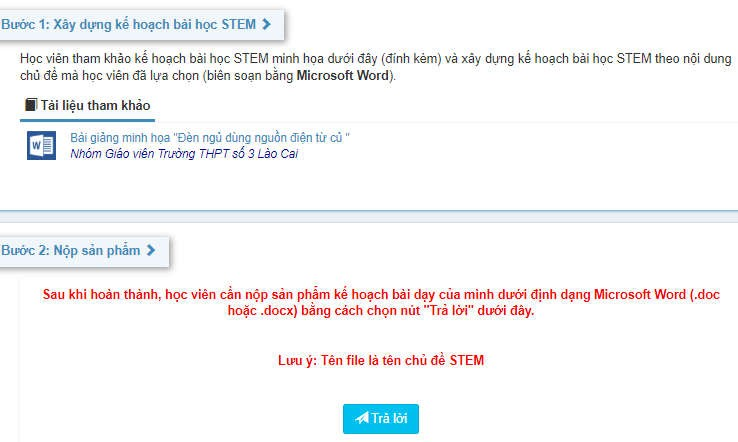 Bước 1: Xây dựng kế hoạch bài học STEM
Học viên tham khảo kế hoạch bài học STEM minh họa dưới đây (đính kèm) và xây dựng kế hoạch bài học STEM theo nội dung
chủ đề mà học viên đã lựa chọn (biên soạn bằng Microsoft Word).
Tài liệu tham khảo
Bài giảng minh họa "Đèn ngủ dùng nguồn điện từ củ "
Nhóm Giáo viên Trường THPT số 3 Lào Cai
Bước 2: Nộp sản phẩm
Sau khi hoàn thành, học viên cần nộp sản phẩm kế hoạch bài dạy của mình dưới định dạng Microsoft Word (.doc
hoặc .docx) bằng cách chọn nút "Trả lời" dưới đây.
Lưu ý: Tên file là tên chủ đề STEM
Trả lời